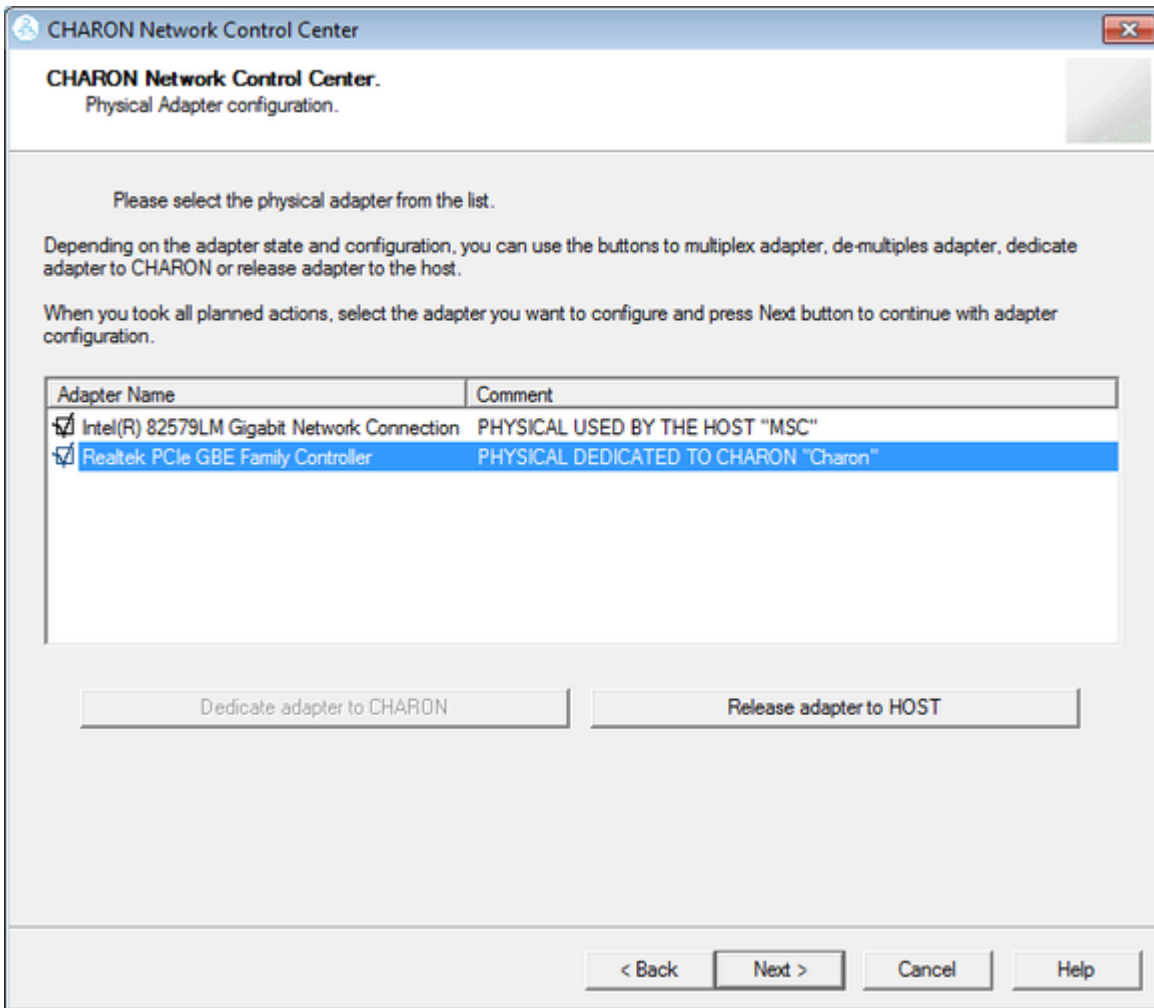 CHARON Network Control Center
CHARON Network Control Center.
Physical Adapter configuration.
Please select the physical adapter from the list.
Depending on the adapter state and configuration, you can use the buttons to multiplex adapter, de-multiples adapter, dedicate
adapter to CHARON or release adapter to the host.
When you took all planned actions, select the adapter you want to configure and press Next button to continue with adapter
configuration.
Adapter Name Comment
Intel(R) 82579LM Gigabit Network Connection PHYSICAL USED BY THE HOST "MSC"
Realtek PCIe GBE Family Controller PHYSICAL DEDICATED TO CHARON "Charon"
Dedicate adapter to CHARON Release adapter to HOST
< Back Next > Cancel Help